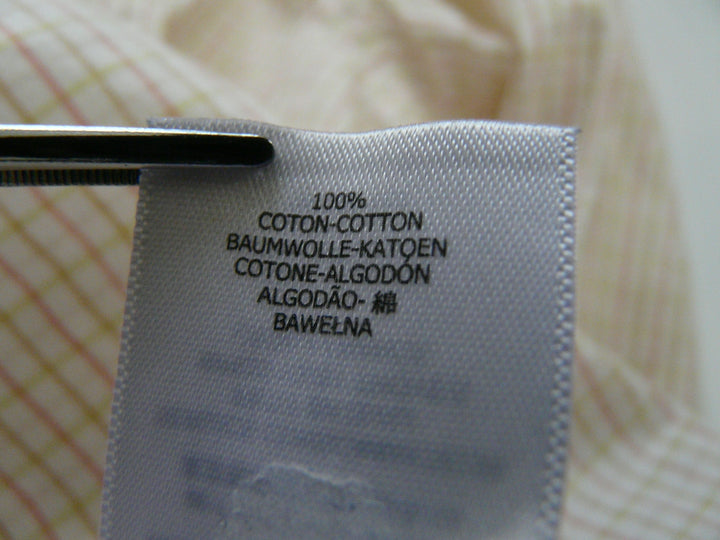 100%
COTON-COTTON
BAUMWOLLE-KATOEN
COTONE-ALGODÓN
ALGODÃO- 綿
BAWEŁNA